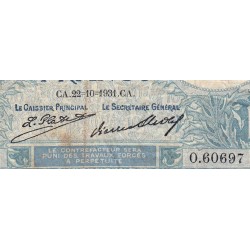 CA.22-10-1931.CA.
LE CAISSIER PRINCIPAL LE SECRÉTAIRE GÉNÉRAL
L. Platet
O.60697
LE CONTREFACTEUR SERA
PUNI DES TRAVAUX FORCÉS
A PERPÉTUITÉ